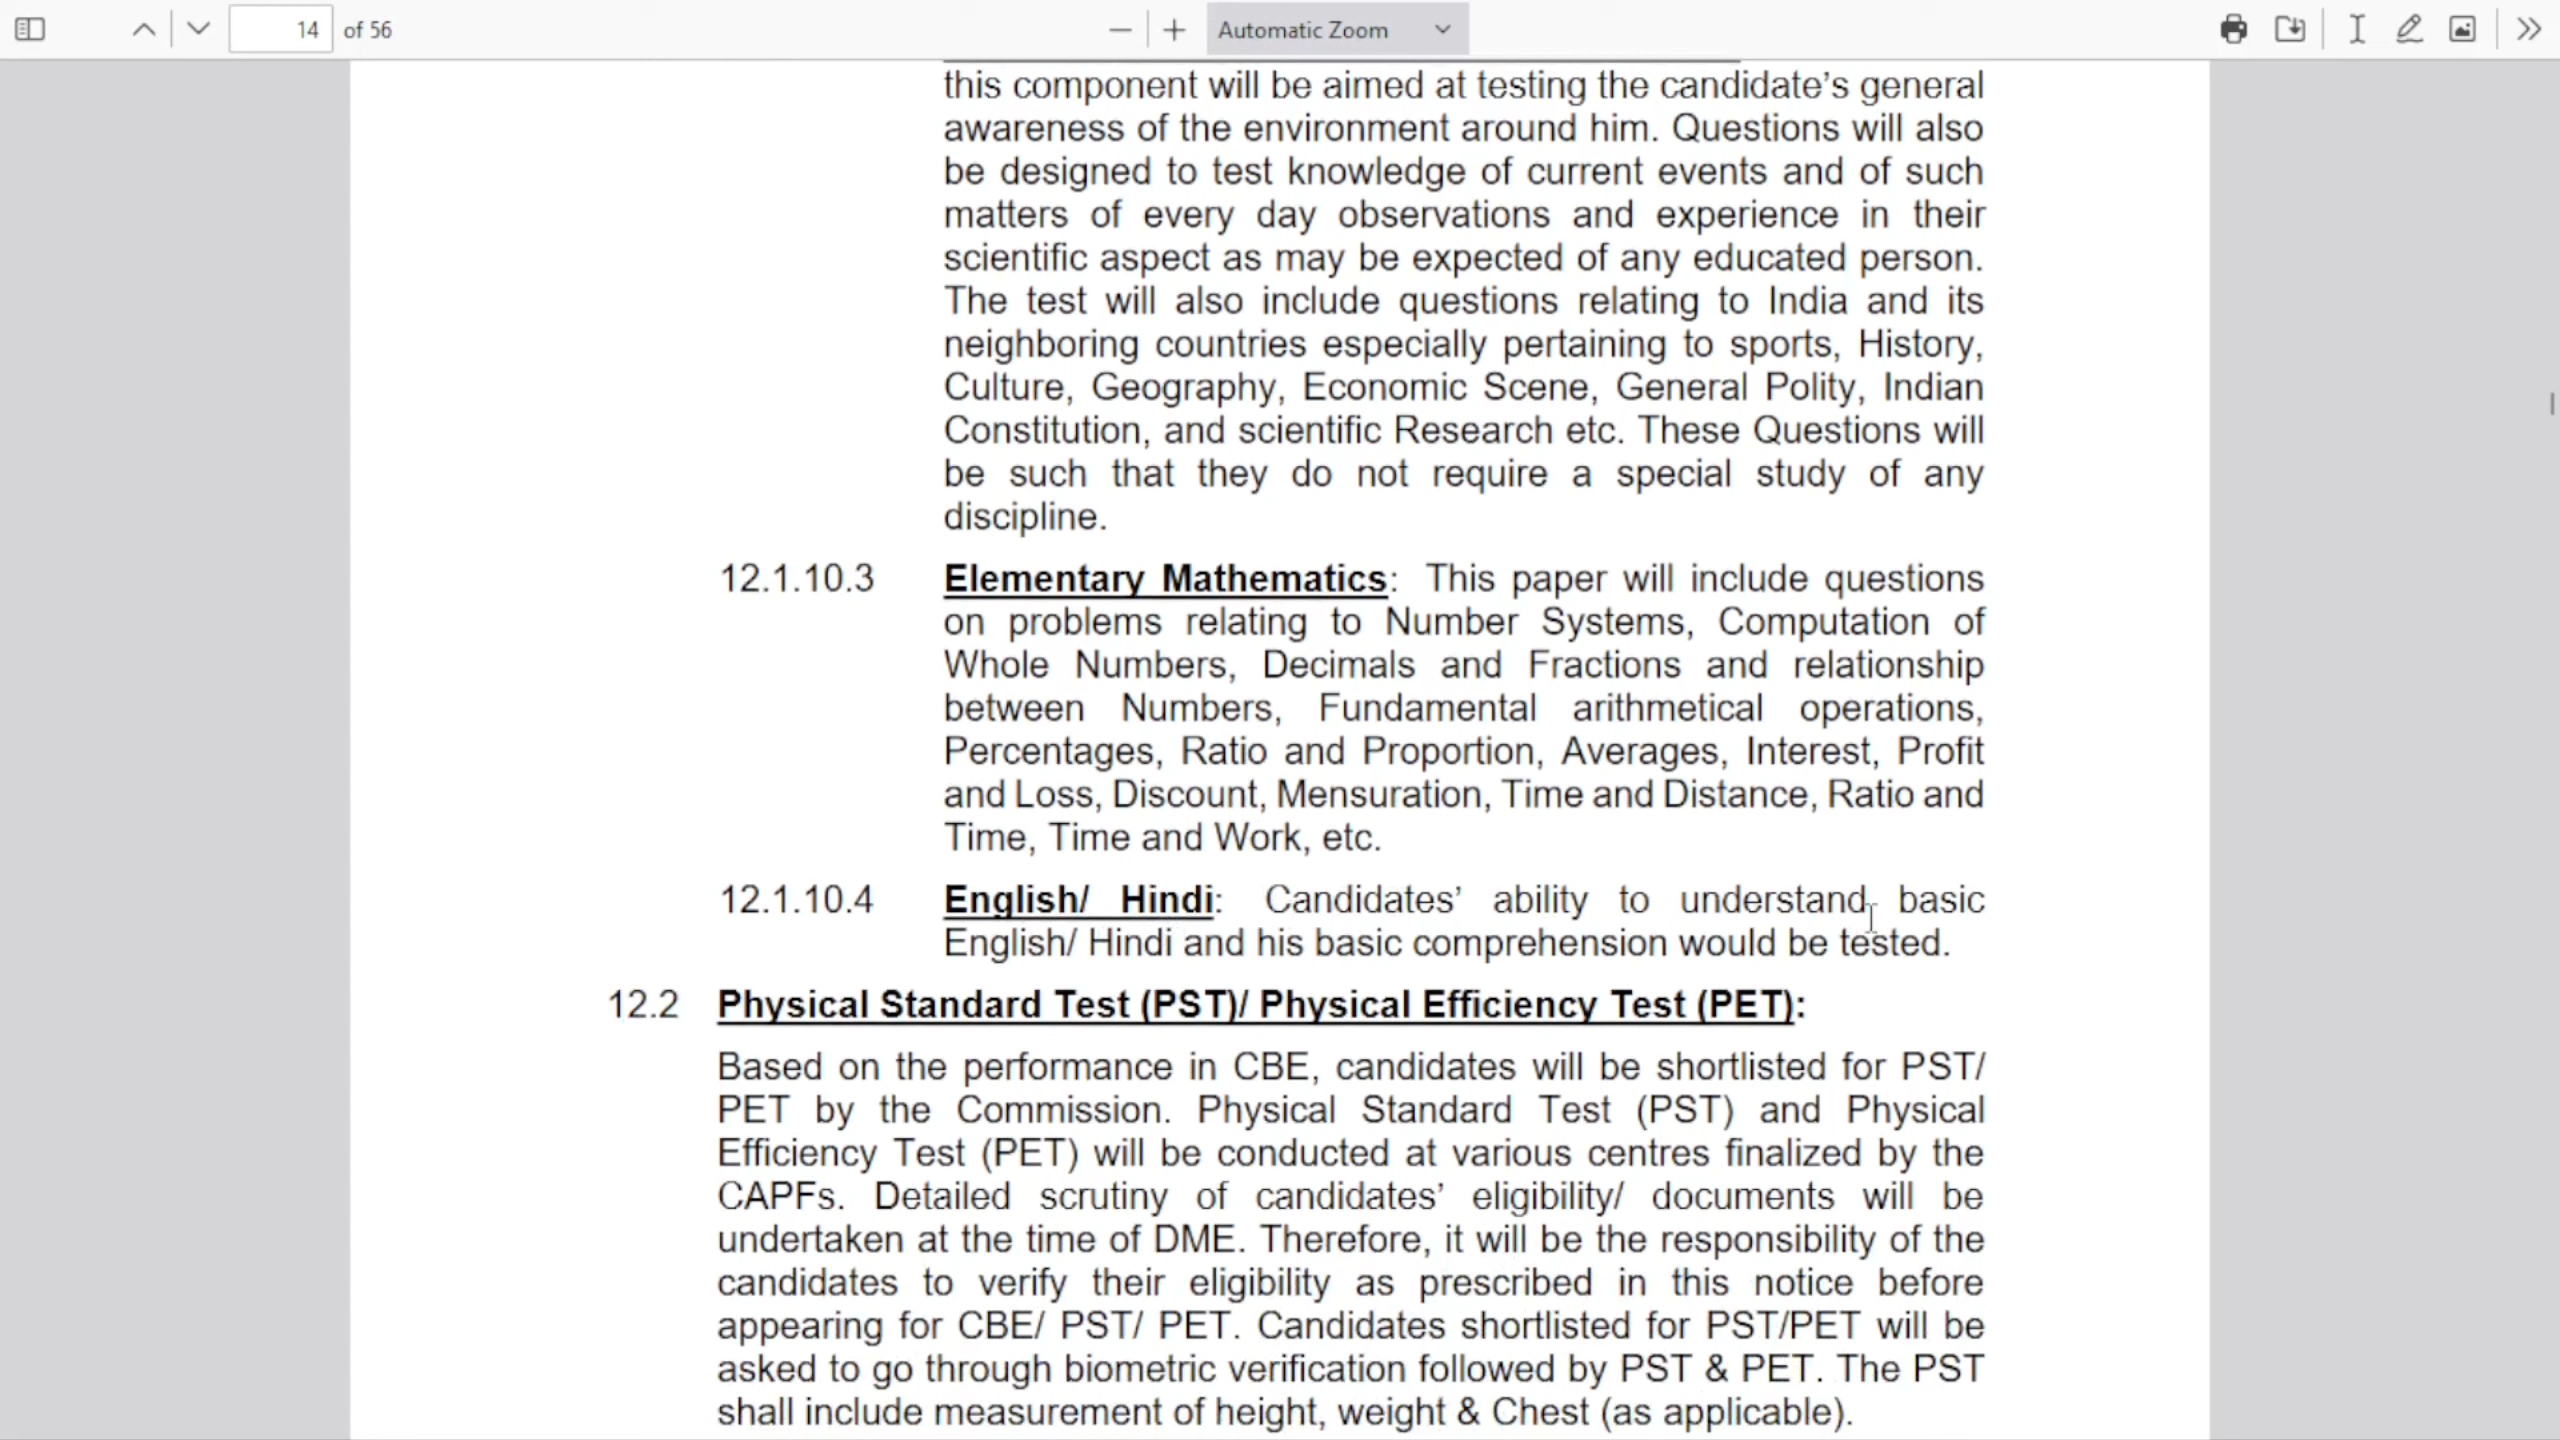 14 of 56
Automatic Zoom
this component will be aimed at testing the candidate’s general
awareness of the environment around him. Questions will also
be designed to test knowledge of current events and of such
matters of every day observations and experience in their
scientific aspect as may be expected of any educated person.
The test will also include questions relating to India and its
neighboring countries especially pertaining to sports, History,
Culture, Geography, Economic Scene, General Polity, Indian
Constitution, and scientific Research etc. These Questions will
be such that they do not require a special study of any
discipline.
12.1.10.3 Elementary Mathematics: This paper will include questions
on problems relating to Number Systems, Computation of
Whole Numbers, Decimals and Fractions and relationship
between Numbers, Fundamental arithmetical operations,
Percentages, Ratio and Proportion, Averages, Interest, Profit
and Loss, Discount, Mensuration, Time and Distance, Ratio and
Time, Time and Work, etc.
12.1.10.4 English/ Hindi: Candidates’ ability to understand basic
English/ Hindi and his basic comprehension would be tested.
12.2 Physical Standard Test (PST)/ Physical Efficiency Test (PET):
Based on the performance in CBE, candidates will be shortlisted for PST/
PET by the Commission. Physical Standard Test (PST) and Physical
Efficiency Test (PET) will be conducted at various centres finalized by the
CAPFs. Detailed scrutiny of candidates’ eligibility/ documents will be
undertaken at the time of DME. Therefore, it will be the responsibility of the
candidates to verify their eligibility as prescribed in this notice before
appearing for CBE/ PST/ PET. Candidates shortlisted for PST/PET will be
asked to go through biometric verification followed by PST & PET. The PST
shall include measurement of height, weight & Chest (as applicable).